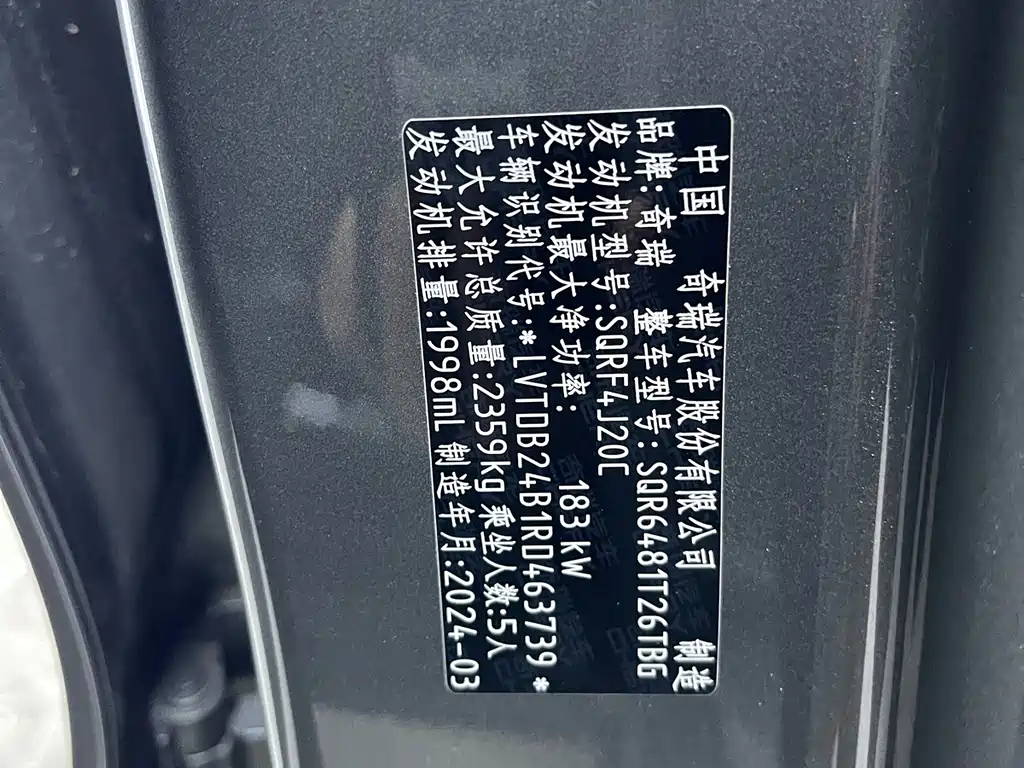 中国 奇瑞汽车股份有限公司 制造
品牌:奇瑞 整车型号:SQR6481T26TBG
发动机型号:SQRF4J20C
发动机最大净功率: 183kW
车辆识别代号:*LVTDB24B1RD463739*
最大允许总质量:2359kg 乘坐人数:5人
发动机排量:1998mL 制造年月:2024-03